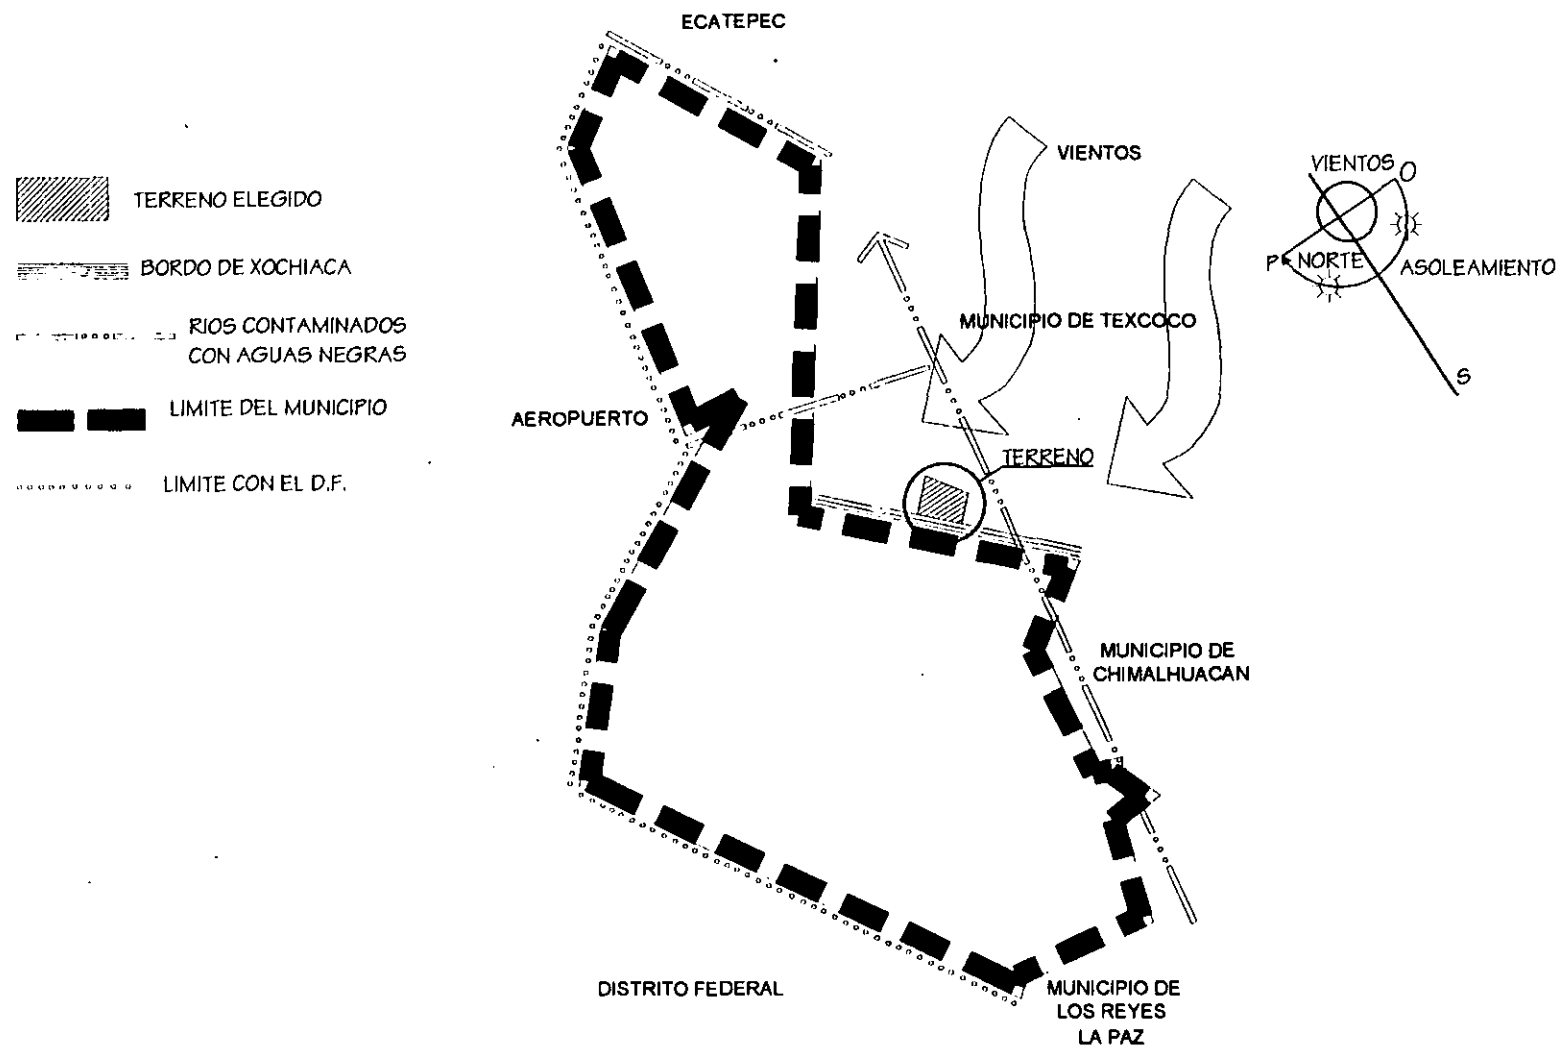 ECATEPEC
VIENTOS
VIENTOS O
P NORTE
ASOLEAMIENTO
S
TERRENO ELEGIDO
BORDO DE XOCHIACA
RIOS CONTAMINADOS
CON AGUAS NEGRAS
LIMITE DEL MUNICIPIO
LIMITE CON EL D.F.
MUNICIPIO DE TEXCOCO
AEROPUERTO
TERRENO
MUNICIPIO DE
CHIMALHUACAN
DISTRITO FEDERAL
MUNICIPIO DE
LOS REYES
LA PAZ